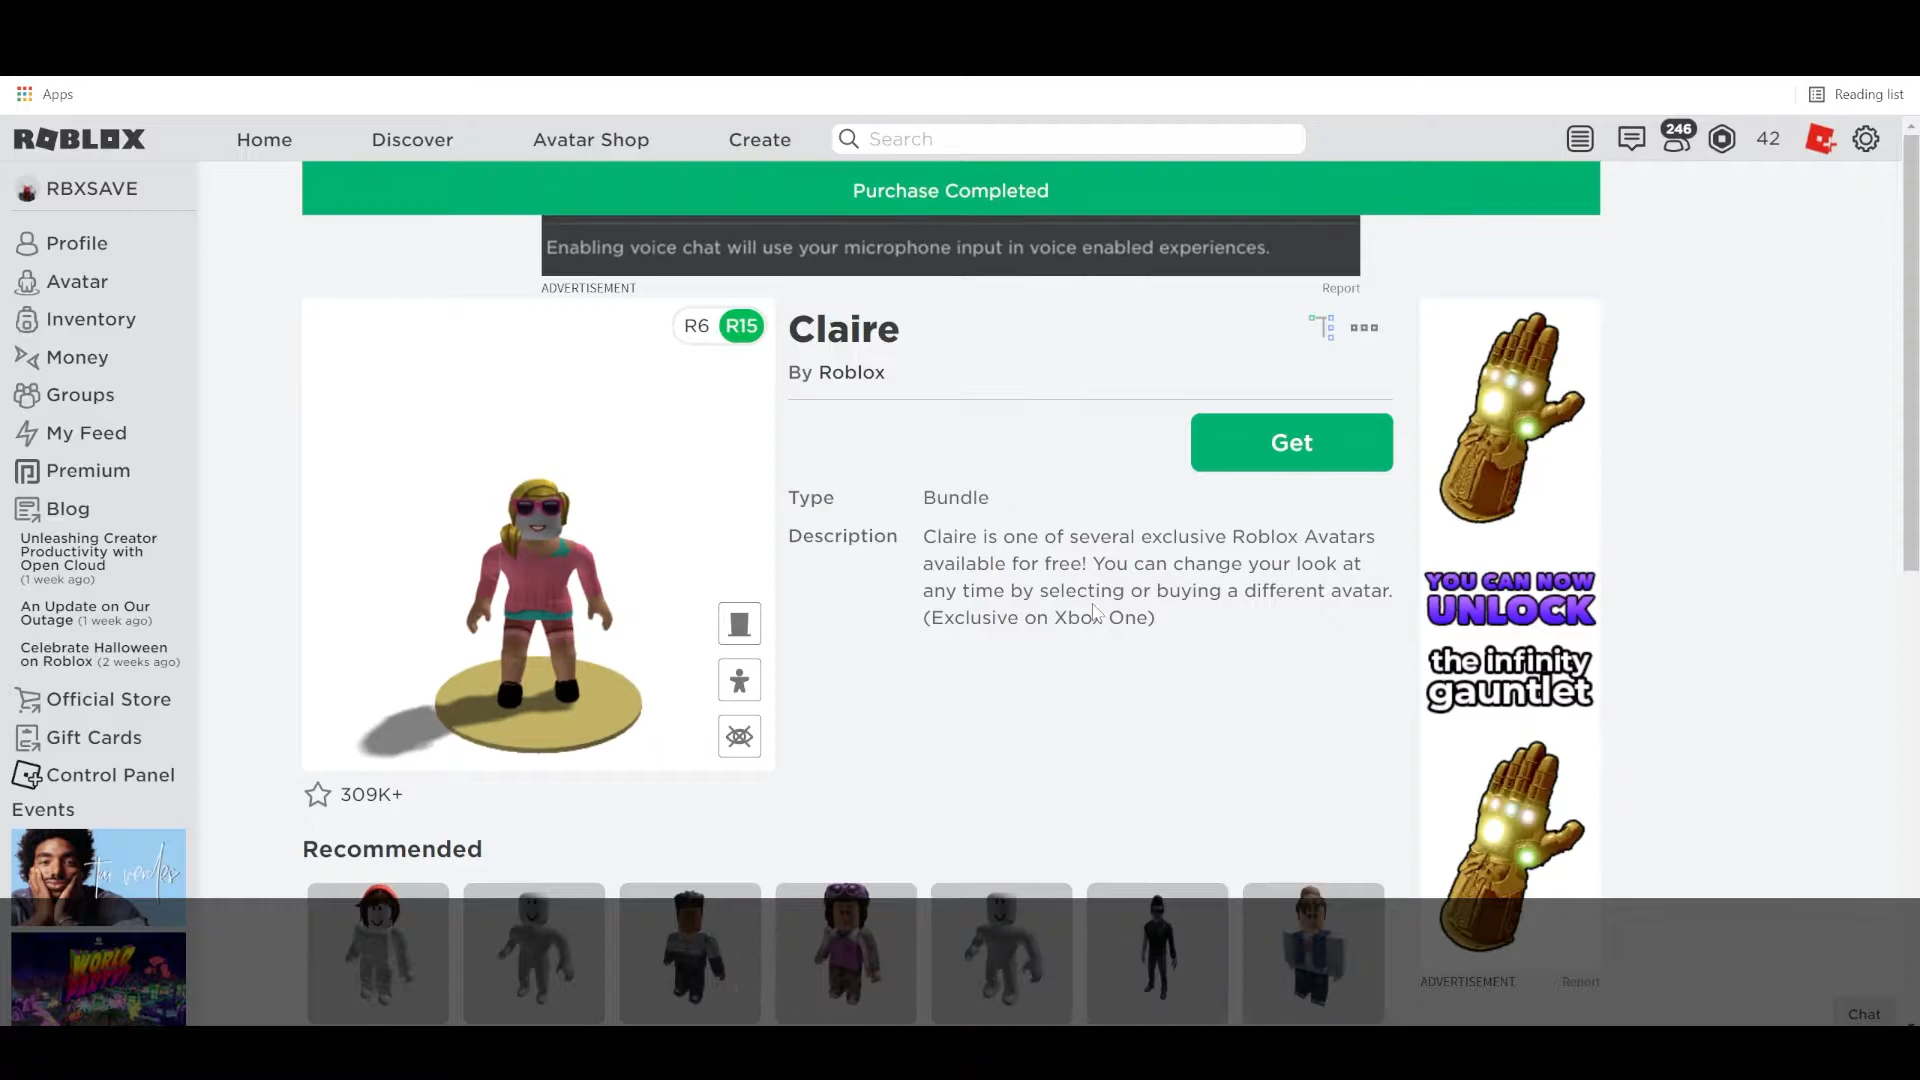 Apps
Reading list
ROBLOX
Home
Discover
Avatar Shop
Create
Search
246
42
RBXSAVE
Purchase Completed
Enabling voice chat will use your microphone input in voice enabled experiences.
ADVERTISEMENT
Report
Profile
Avatar
Inventory
Money
Groups
My Feed
Premium
Blog
Unleashing Creator
Productivity with
Open Cloud
(1 week ago)
An Update on Our
Outage (1 week ago)
Celebrate Halloween
on Roblox (2 weeks ago)
Official Store
Gift Cards
Control Panel
Events
WORLD
PARTY
R6
R15
Claire
By Roblox
Get
Type
Bundle
Description
Claire is one of several exclusive Roblox Avatars
available for free! You can change your look at
any time by selecting or buying a different avatar.
(Exclusive on Xbox One)
309K+
Recommended
YOU CAN NOW
UNLOCK
the infinity
gauntlet
ADVERTISEMENT
Report
Chat